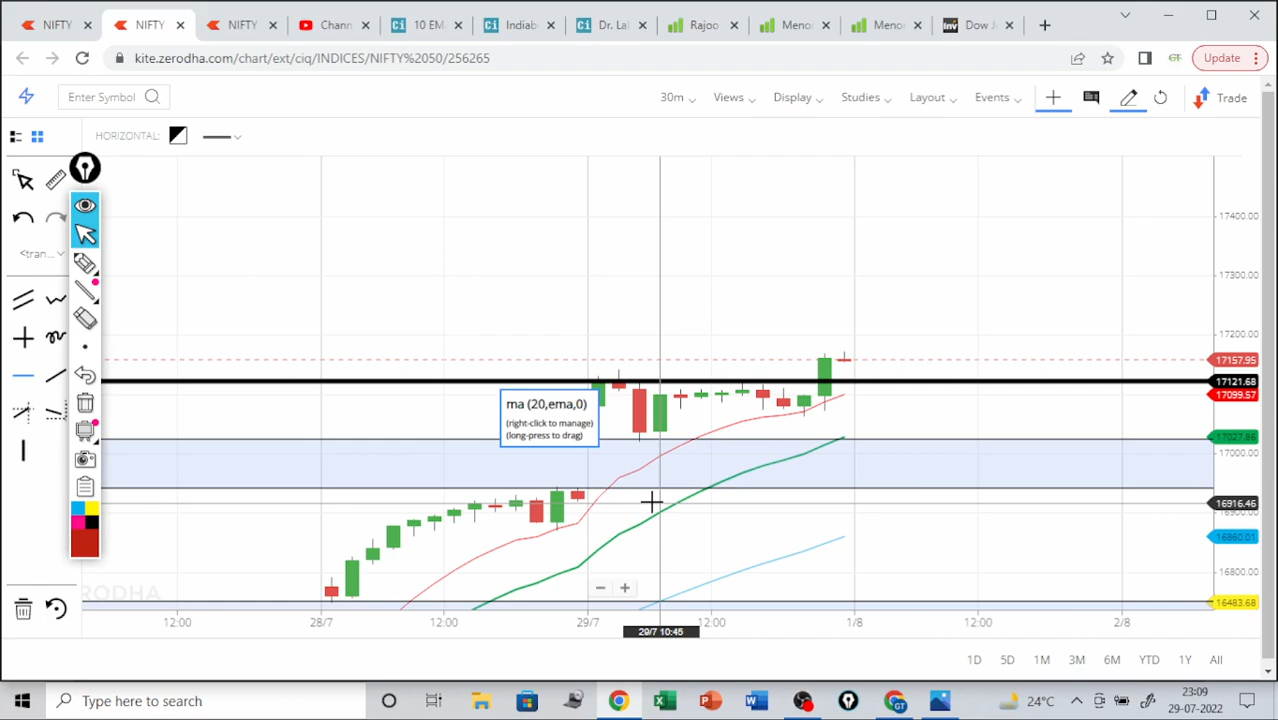 NIFTY
NIFTY
NIFTY
Chann
10 EM
Indiab
Dr. Lal
Rajoo
Menon
Menon
Dow J
kite.zerodha.com/chart/ext/ciq/INDICES/NIFTY%2050/256265
Update
Enter Symbol
30m
Views
Display
Studies
Layout
Events
Trade
HORIZONTAL:
<tran...
17400.00
17300.00
17200.00
17157.95
17121.68
17099.57
17027.86
17000.00
16916.46
16860.01
16800.00
16483.68
ma (20,ema,0)
(right-click to manage)
(long-press to drag)
12:00
28/7
12:00
29/7
29/7 10:45
12:00
1/8
12:00
2/8
1D
5D
1M
3M
6M
YTD
1Y
All
Type here to search
24°C
23:09
29-07-2022